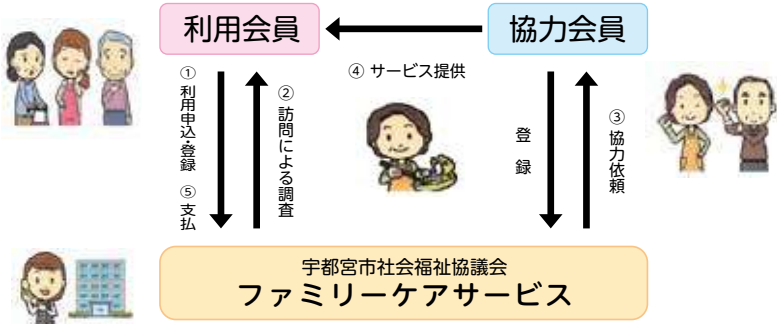 利用会員
協力会員
④ サービス提供
① 利用申込・登録
⑤ 支払
② 訪問による調査
登録
③ 協力依頼
宇都宮市社会福祉協議会
ファミリーケアサービス